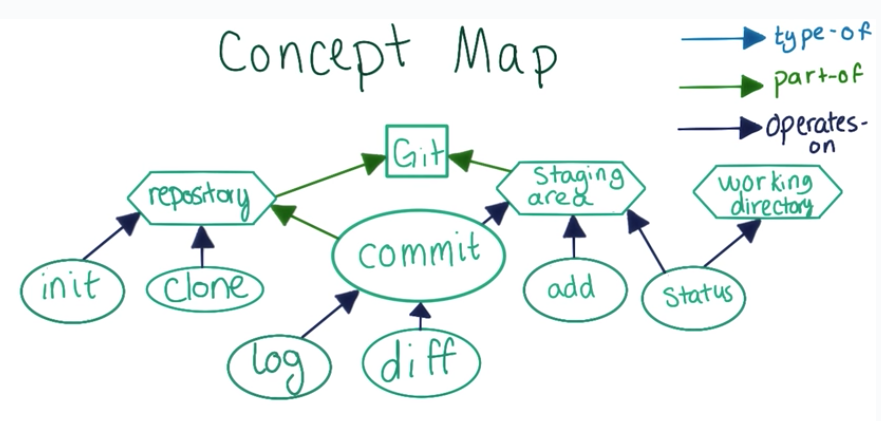 Concept Map
type-of
part-of
operates-
on
Git
repository
Staging
area
working
directory
commit
init
clone
add
status
log
diff